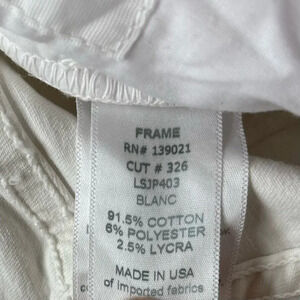 FRAME
RN# 139021
CUT # 326
LSJP403
BLANC
91.5% COTTON
6% POLYESTER
2.5% LYCRA
MADE IN USA
of imported fabrics